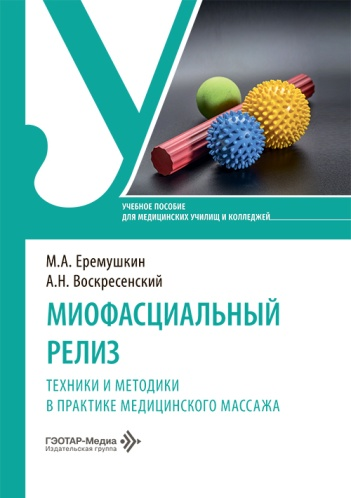 У
УЧЕБНОЕ ПОСОБИЕ
ДЛЯ МЕДИЦИНСКИХ УЧИЛИЩ И КОЛЛЕДЖЕЙ
М.А. Еремушкин
А.Н. Воскресенский
МИОФАСЦИАЛЬНЫЙ
РЕЛИЗ
ТЕХНИКИ И МЕТОДИКИ
В ПРАКТИКЕ МЕДИЦИНСКОГО МАССАЖА
ГЭОТАР-Медиа
Издательская группа